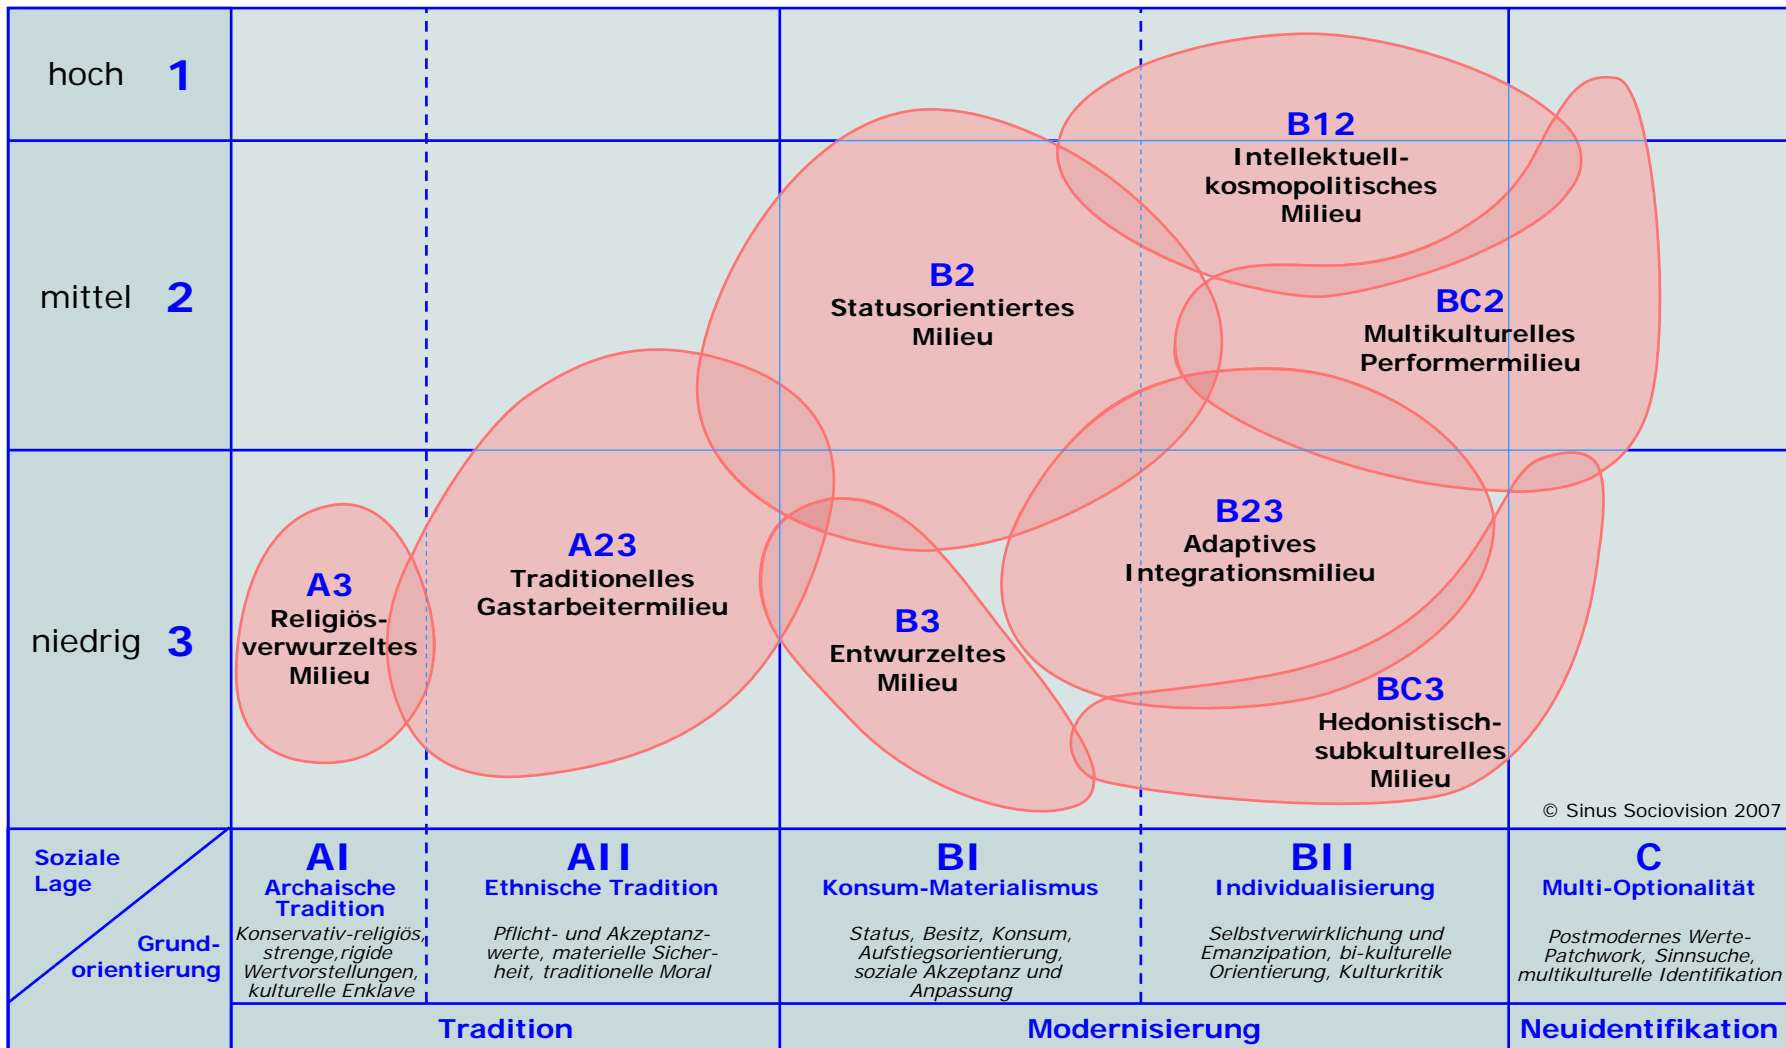 hoch 1
mittel 2
niedrig 3
B12
Intellektuell-
kosmopolitisches
Milieu
B2
Statusorientiertes
Milieu
BC2
Multikulturelles
Performermilieu
A23
Traditionelles
Gastarbeitermilieu
B23
Adaptives
Integrationsmilieu
A3
Religiös-
verwurzeltes
Milieu
B3
Entwurzeltes
Milieu
BC3
Hedonistisch-
subkulturelles
Milieu
© Sinus Sociovision 2007
Soziale
Lage
Grund-
orientierung
AI
Archaische
Tradition
Konservativ-religiös,
strenge,rigide
Wertvorstellungen,
kulturelle Enklave
AII
Ethnische Tradition
Pflicht- und Akzeptanz-
werte, materielle Sicher-
heit, traditionelle Moral
BI
Konsum-Materialismus
Status, Besitz, Konsum,
Aufstiegsorientierung,
soziale Akzeptanz und
Anpassung
BII
Individualisierung
Selbstverwirklichung und
Emanzipation, bi-kulturelle
Orientierung, Kulturkritik
C
Multi-Optionalität
Postmodernes Werte-
Patchwork, Sinnsuche,
multikulturelle Identifikation
Tradition
Modernisierung
Neuidentifikation